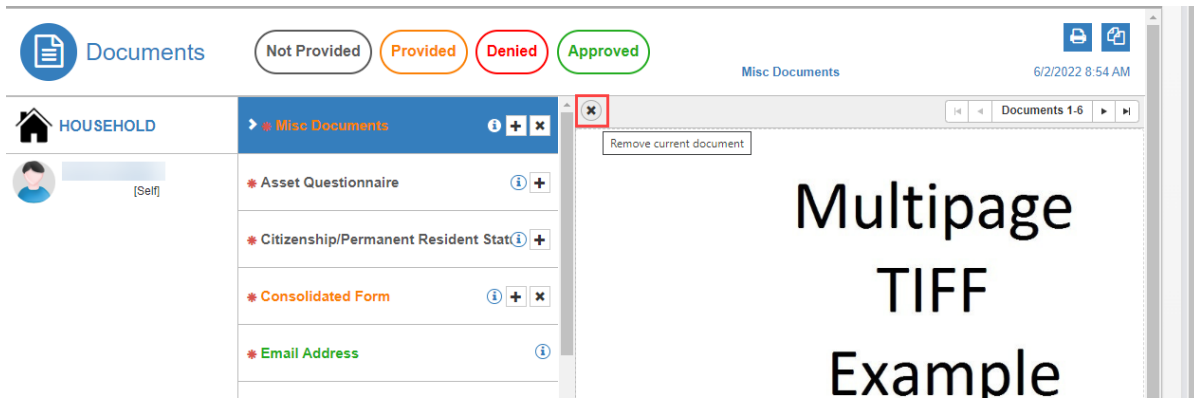 Documents
Not Provided
Provided
Denied
Approved
Misc Documents
6/2/2022 8:54 AM
HOUSEHOLD
[Self]
Misc Documents
Asset Questionnaire
Citizenship/Permanent Resident Stat
Consolidated Form
Email Address
Documents 1-6
Remove current document
Multipage
TIFF
Example